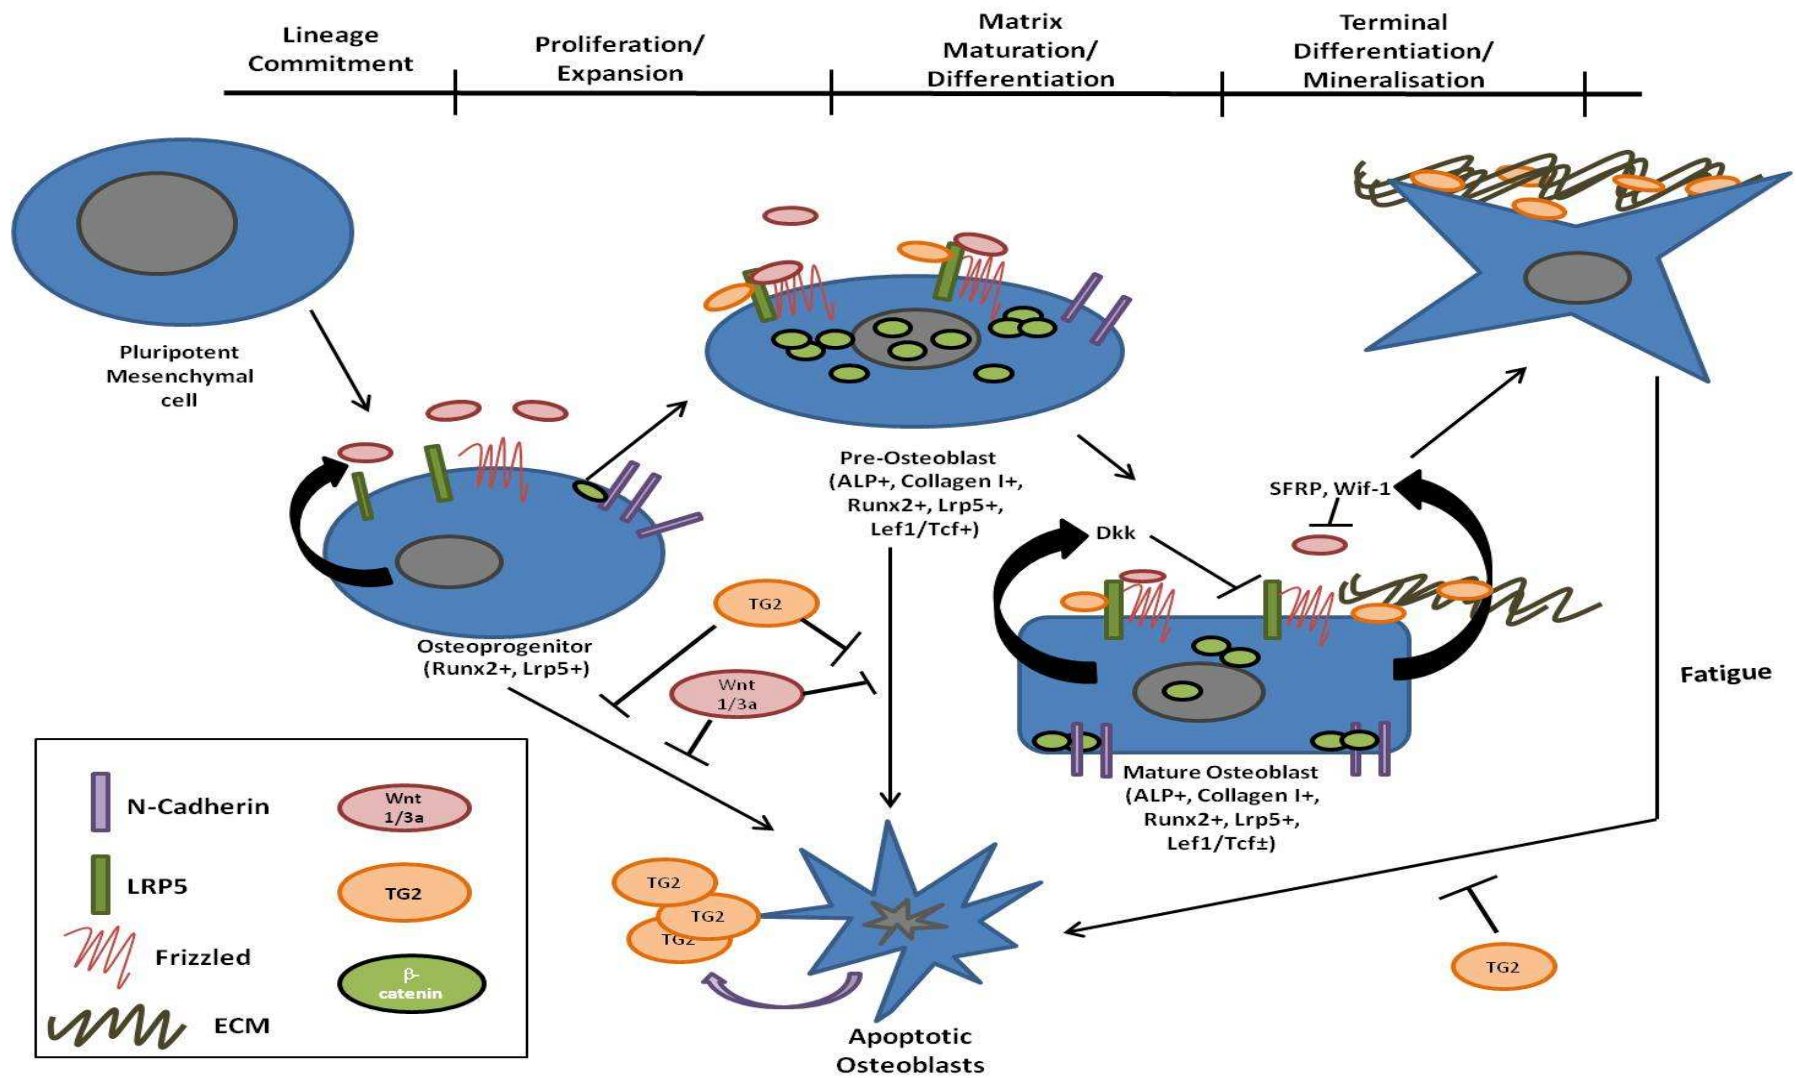 Lineage
Commitment
Proliferation/
Expansion
Matrix
Maturation/
Differentiation
Terminal
Differentiation/
Mineralisation
Pluripotent
Mesenchymal
cell
Osteoprogenitor
(Runx2+, Lrp5+)
Pre-Osteoblast
(ALP+, Collagen I+,
Runx2+, Lrp5+,
Lef1/Tcf+)
SFRP, Wif-1
Dkk
TG2
Wnt
1/3a
Mature Osteoblast
(ALP+, Collagen I+,
Runx2+, Lrp5+,
Lef1/Tcf±)
Fatigue
TG2
TG2
TG2
TG2
Apoptotic
Osteoblasts
N-Cadherin
Wnt
1/3a
LRP5
TG2
Frizzled
β-
catenin
ECM